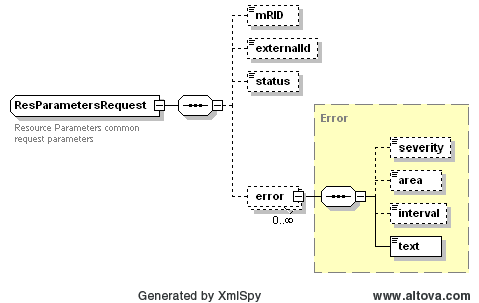 mRID
externalId
status
ResParametersRequest
Resource Parameters common
request parameters
Error
severity
area
error
interval
0..∞
text
Generated by XmlSpy
www.altova.com